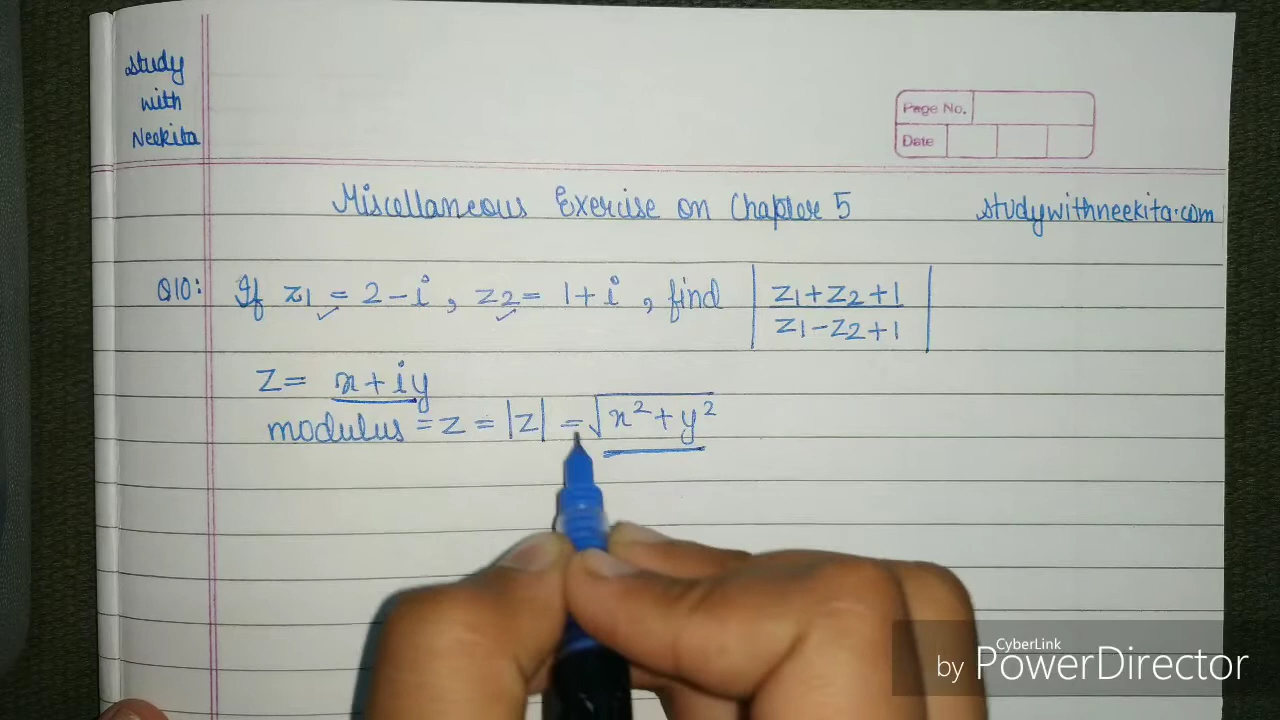 study
with
Neekita
Page No.
Date
Miscellaneous Exercise on Chapter 5
studywithneekita.com
Q10: If z1 = 2 - i , z2 = 1 + i , find | z1+z2+1 / z1-z2+1 |
z = x + iy
modulus = z = |z| = √x² + y²
CyberLink
by PowerDirector